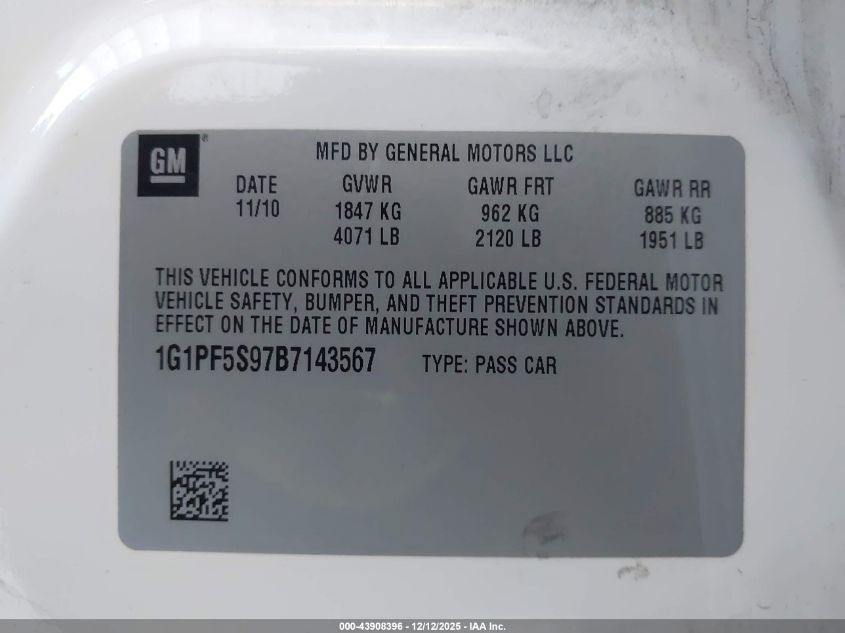 GM ®
MFD BY GENERAL MOTORS LLC
DATE GVWR GAWR FRT GAWR RR
11/10 1847 KG 962 KG 885 KG
4071 LB 2120 LB 1951 LB
THIS VEHICLE CONFORMS TO ALL APPLICABLE U.S. FEDERAL MOTOR
VEHICLE SAFETY, BUMPER, AND THEFT PREVENTION STANDARDS IN
EFFECT ON THE DATE OF MANUFACTURE SHOWN ABOVE.
1G1PF5S97B7143567 TYPE: PASS CAR
000-43908396 - 12/12/2025 - IAA Inc.